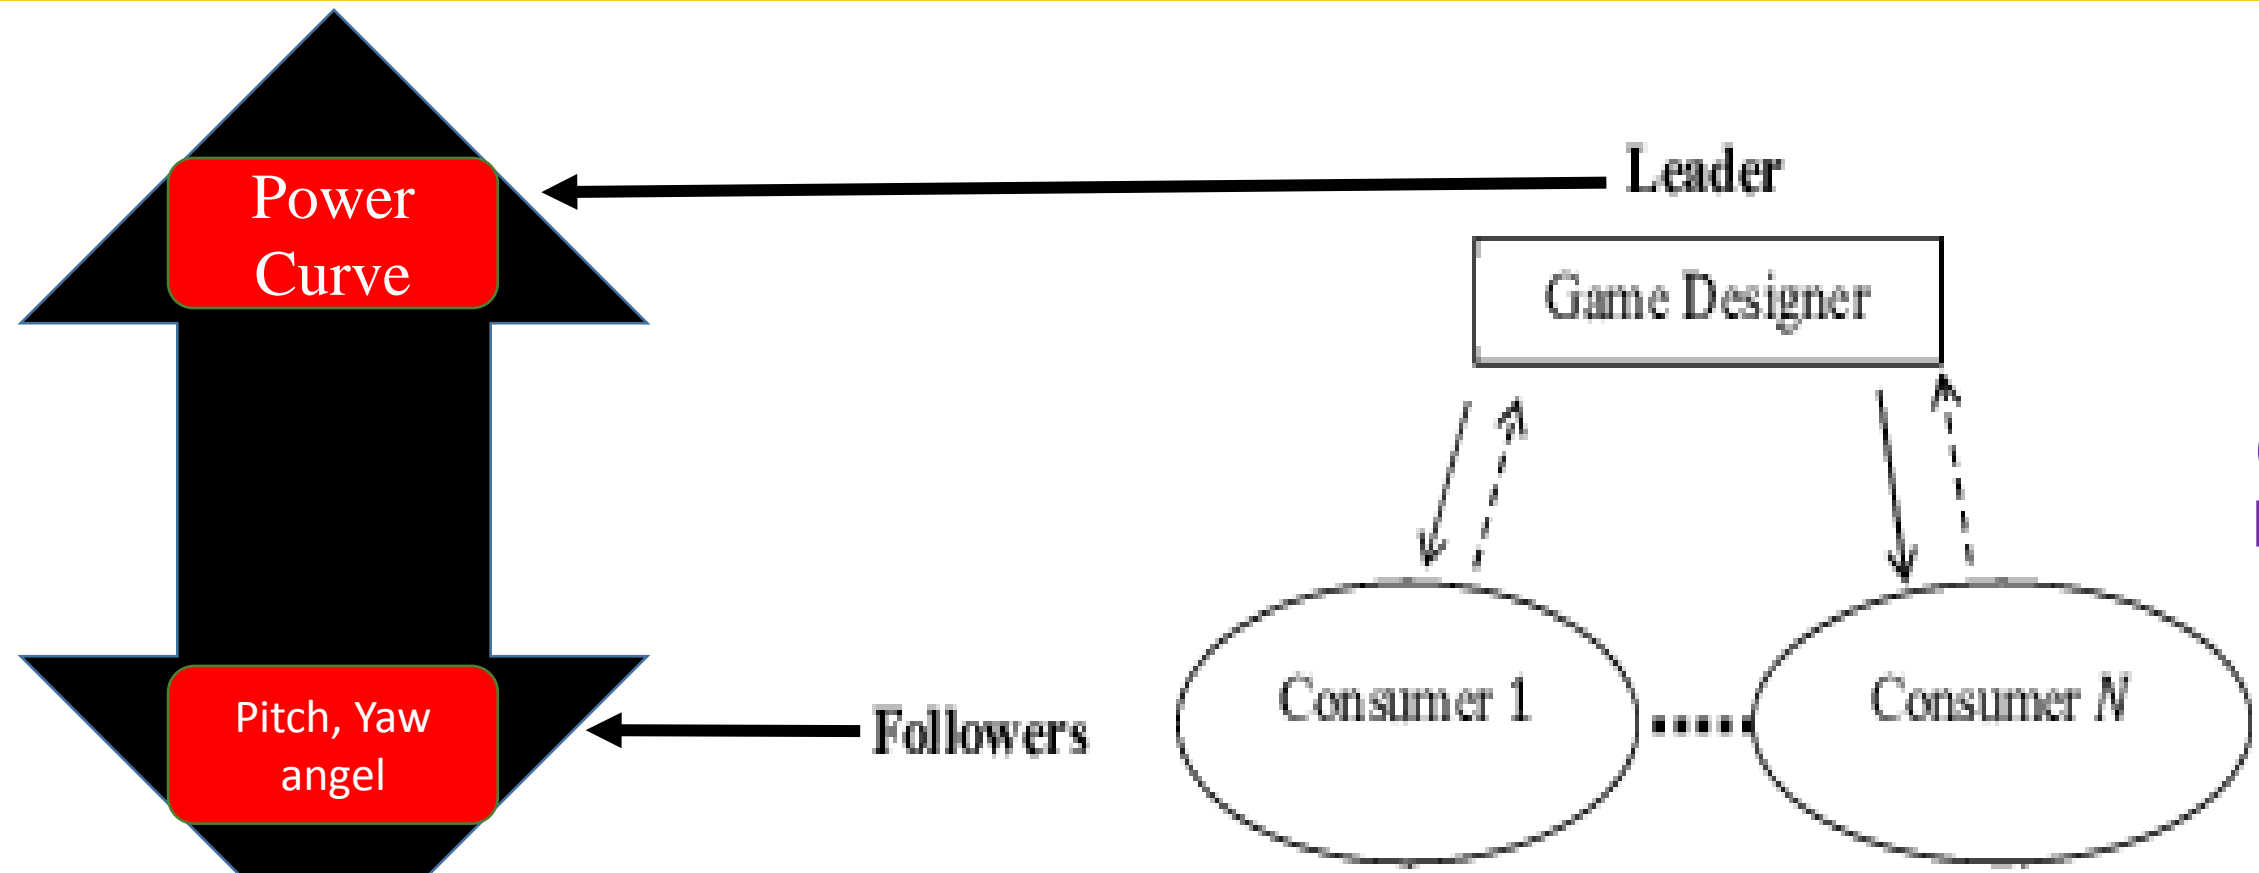 Power
Curve
Leader
Game Designer
Pitch, Yaw
angel
Followers
Consumer 1
Consumer N